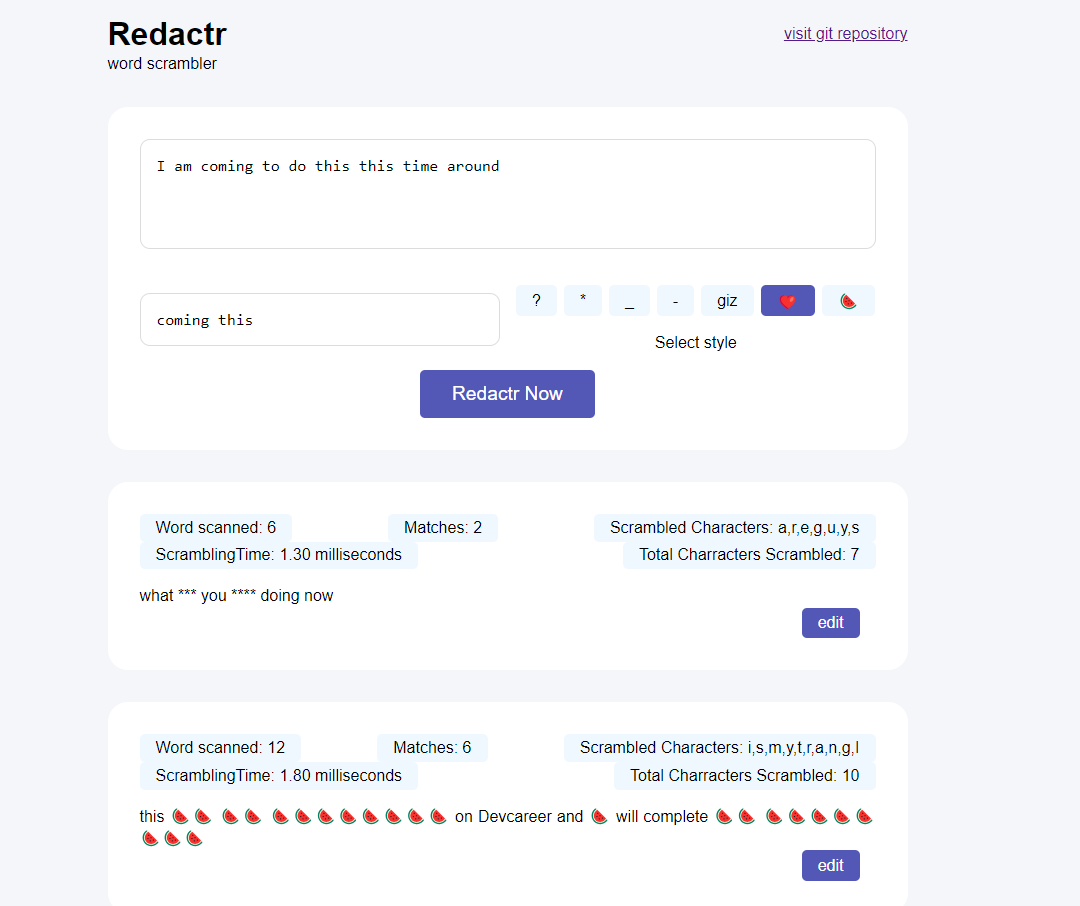 Redactr
visit git repository
word scrambler
I am coming to do this this time around
coming this
? * _ - giz ❤️ 🍉
Select style
Redactr Now
Word scanned: 6 Matches: 2 Scrambled Characters: a,r,e,g,u,y,s
ScramblingTime: 1.30 milliseconds Total Charracters Scrambled: 7
what *** you **** doing now
edit
Word scanned: 12 Matches: 6 Scrambled Characters: i,s,m,y,t,r,a,n,g,l
ScramblingTime: 1.80 milliseconds Total Charracters Scrambled: 10
this 🍉🍉 🍉🍉 🍉🍉🍉🍉🍉🍉🍉🍉 on Devcareer and 🍉 will complete 🍉🍉 🍉🍉🍉🍉🍉
🍉🍉🍉
edit